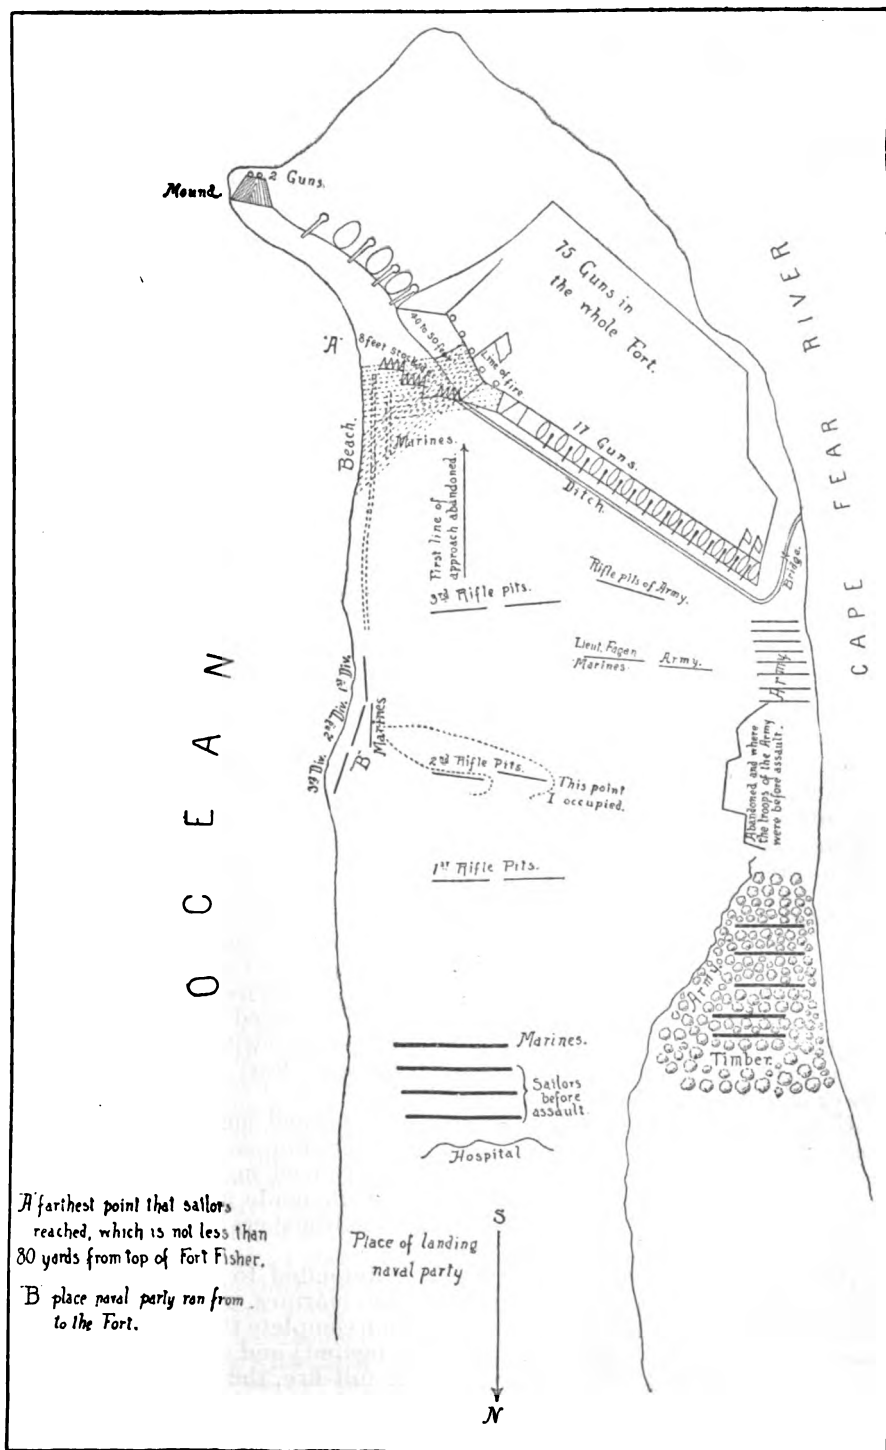 Mound
2 Guns.
75 Guns in
the whole Fort.
RIVER
CAPE FEAR
"A"
8 feet stockade
40 to 50 feet
Line of fire
17 Guns.
Ditch.
Beach.
Marines.
First line of
approach abandoned.
3rd Rifle pits.
Rifle pits of Army.
Bridge.
Lieut. Fagan
Marines.
Army.
Army.
OCEAN
1st Div.
2nd Div.
3rd Div.
Marines
"B"
2nd Rifle Pits.
This point
I occupied.
Abandoned and where
the troops of the Army
were before assault.
1st Rifle Pits.
Army.
Timber.
Marines.
Sailors
before
assault.
Hospital
"A" farthest point that sailors
reached, which is not less than
80 yards from top of Fort Fisher.
"B" place naval party ran from
to the Fort.
Place of landing
naval party
S
N